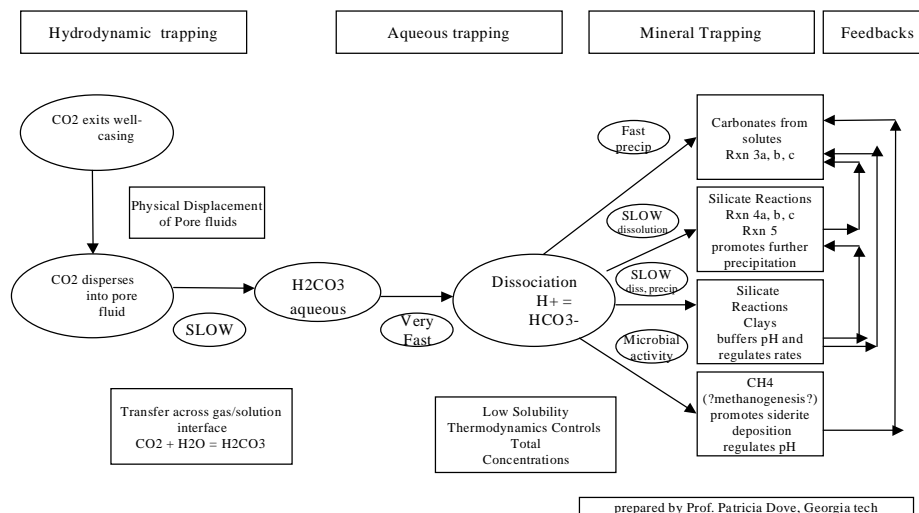 Hydrodynamic trapping
Aqueous trapping
Mineral Trapping
Feedbacks
CO2 exits well-
casing
Physical Displacement
of Pore fluids
CO2 disperses
into pore
fluid
SLOW
H2CO3
aqueous
Very
Fast
Dissociation
H+ =
HCO3-
Fast
precip
SLOW
dissolution
SLOW
diss, precip
Microbial
activity
Carbonates from
solutes
Rxn 3a, b, c
Silicate Reactions
Rxn 4a, b, c
Rxn 5
promotes further
precipitation
Silicate
Reactions
Clays
buffers pH and
regulates rates
CH4
(?methanogenesis?)
promotes siderite
deposition
regulates pH
Transfer across gas/solution
interface
CO2 + H2O = H2CO3
Low Solubility
Thermodynamics Controls
Total
Concentrations
prepared by Prof. Patricia Dove, Georgia tech